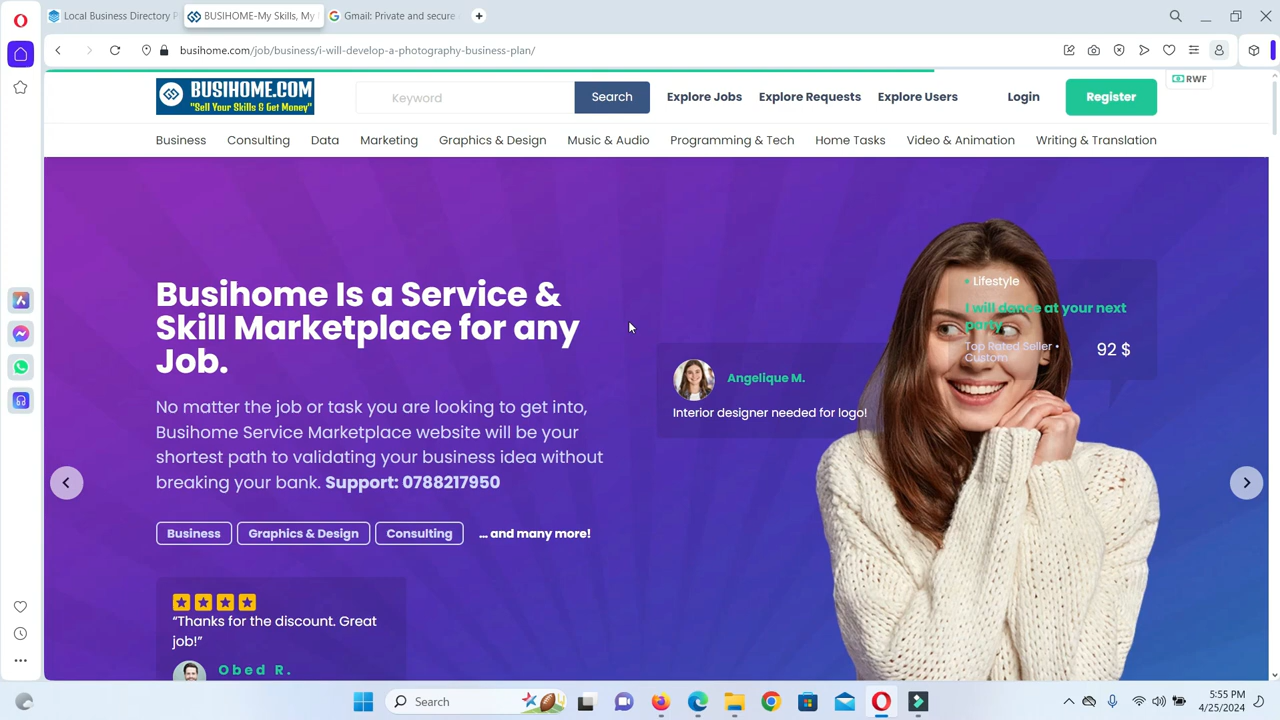 Local Business Directory P
BUSIHOME-My Skills, My
Gmail: Private and secure
busihome.com/job/business/i-will-develop-a-photography-business-plan/
BUSIHOME.COM
"Sell Your Skills & Get Money"
Keyword
Search
Explore Jobs
Explore Requests
Explore Users
Login
Register
RWF
Business
Consulting
Data
Marketing
Graphics & Design
Music & Audio
Programming & Tech
Home Tasks
Video & Animation
Writing & Translation
Busihome Is a Service &
Skill Marketplace for any
Job.
No matter the job or task you are looking to get into,
Busihome Service Marketplace website will be your
shortest path to validating your business idea without
breaking your bank. Support: 0788217950
Business
Graphics & Design
Consulting
... and many more!
"Thanks for the discount. Great
job!"
Obed R.
Angelique M.
Interior designer needed for logo!
• Lifestyle
I will dance at your next
party
Top Rated Seller •
Custom
92 $
Search
5:55 PM
4/25/2024